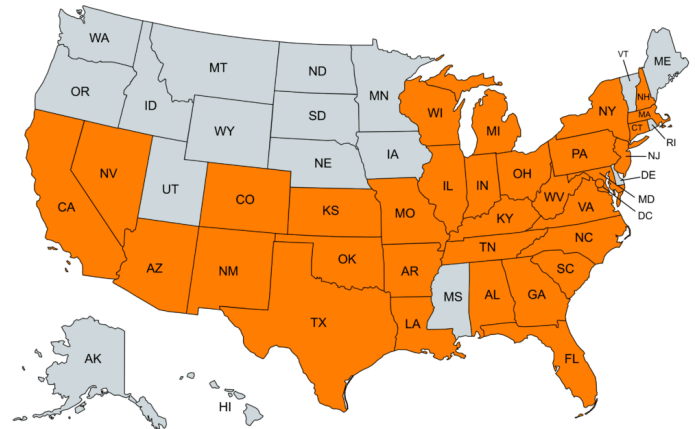 WA
MT
ND
MN
VT
ME
OR
ID
SD
WI
NY
NH
MA
WY
MI
CT
RI
NE
IA
PA
NJ
NV
UT
CO
IL
IN
OH
DE
CA
KS
MO
WV
VA
MD
KY
DC
AZ
NM
OK
AR
TN
NC
MS
AL
GA
SC
TX
LA
AK
FL
HI